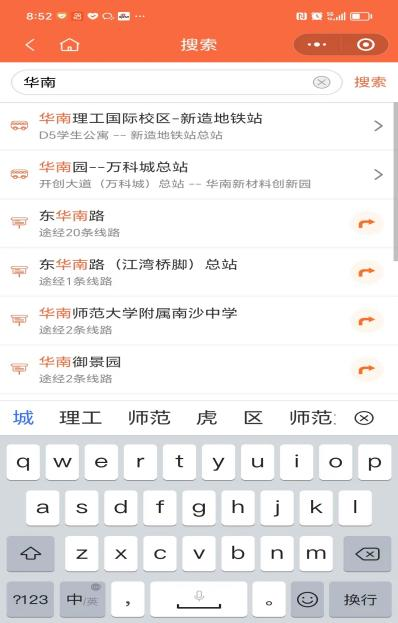 8:52
搜索
华南
搜索
华南理工国际校区-新造地铁站
D5学生公寓 -- 新造地铁站总站
华南园--万科城总站
开创大道（万科城）总站 -- 华南新材料创新园
东华南路
途经20条线路
东华南路（江湾桥脚）总站
途经1条线路
华南师范大学附属南沙中学
途经2条线路
华南御景园
途经2条线路
城 理工 师范 虎 区 师范
q w e r t y u i o p
a s d f g h j k l
z x c v b n m
?123 中/英 ， 。 换行